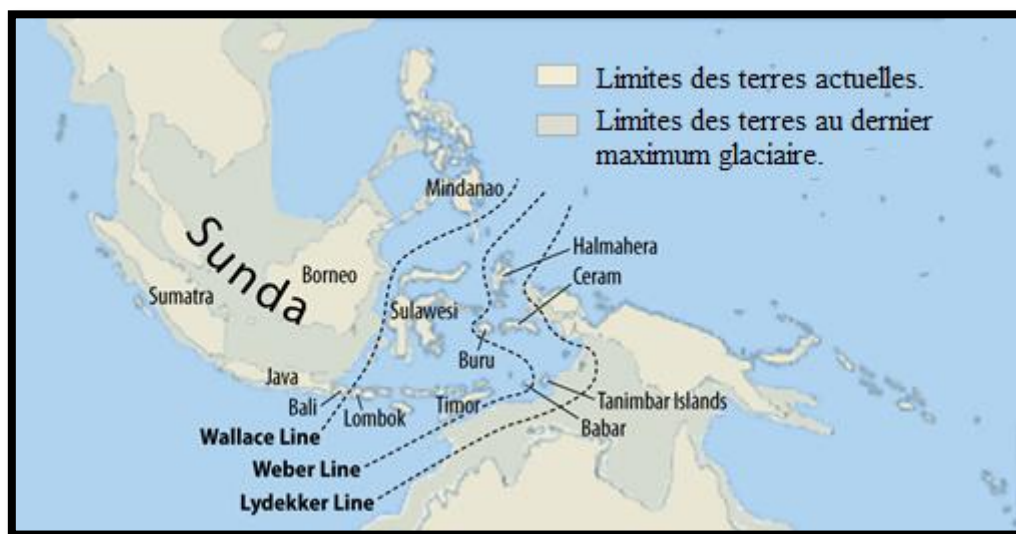 Limites des terres actuelles.
Limites des terres au dernier
maximum glaciaire.
Mindanao
Sunda
Halmahera
Ceram
Borneo
Sumatra
Sulawesi
Buru
Java
Bali
Lombok
Timor
Tanimbar Islands
Babar
Wallace Line
Weber Line
Lydekker Line